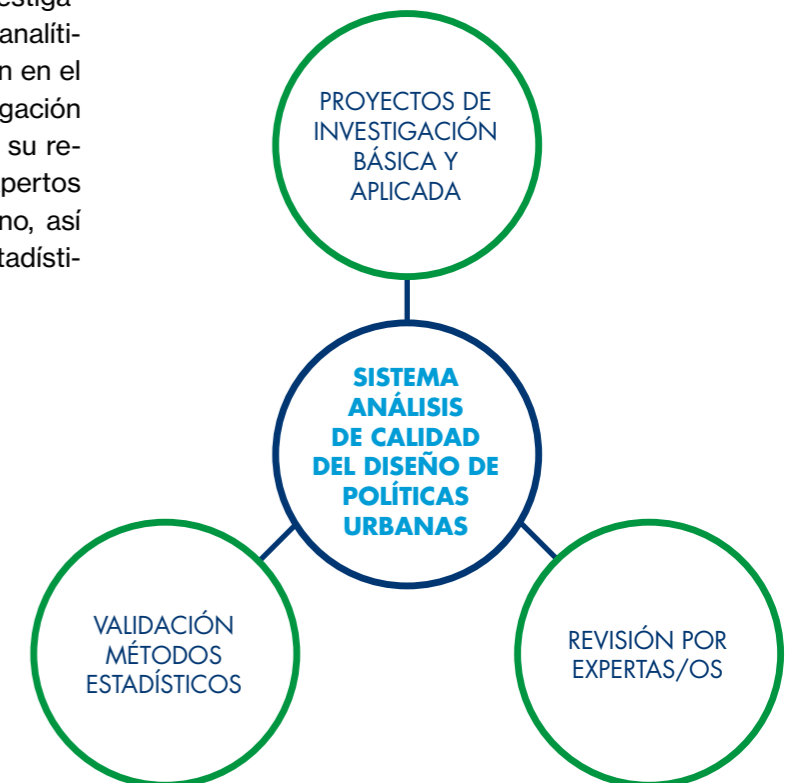 estiga-
analíti-
n en el
gación
su re-
pertos
no, así
tadísti-
PROYECTOS DE
INVESTIGACIÓN
BÁSICA Y
APLICADA
SISTEMA
ANÁLISIS
DE CALIDAD
DEL DISEÑO DE
POLÍTICAS
URBANAS
VALIDACIÓN
MÉTODOS
ESTADÍSTICOS
REVISIÓN POR
EXPERTAS/OS